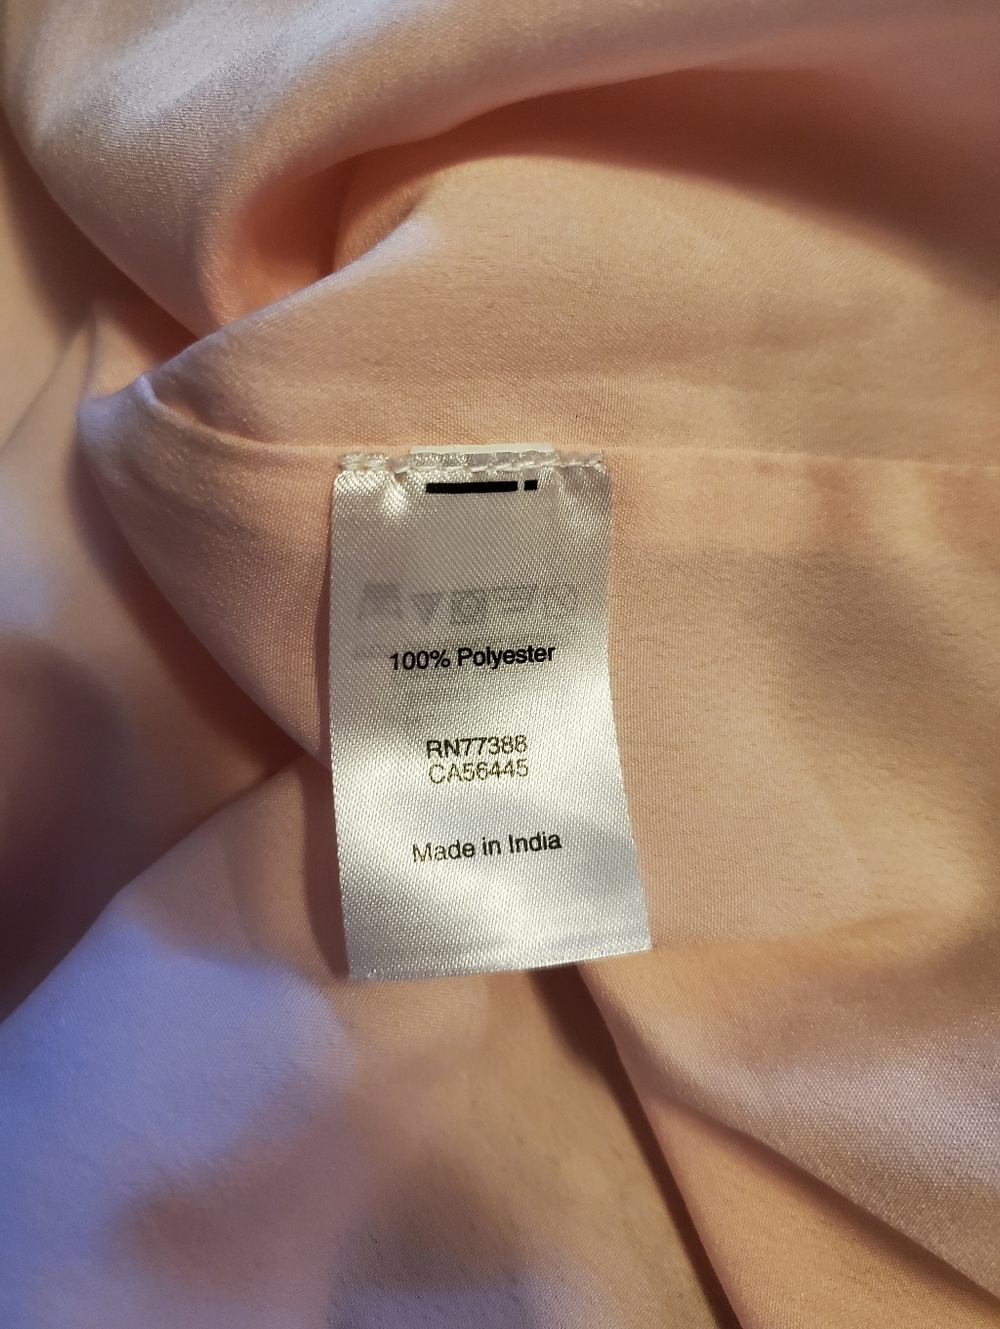 100% Polyester
RN77388
CA56445
Made in India